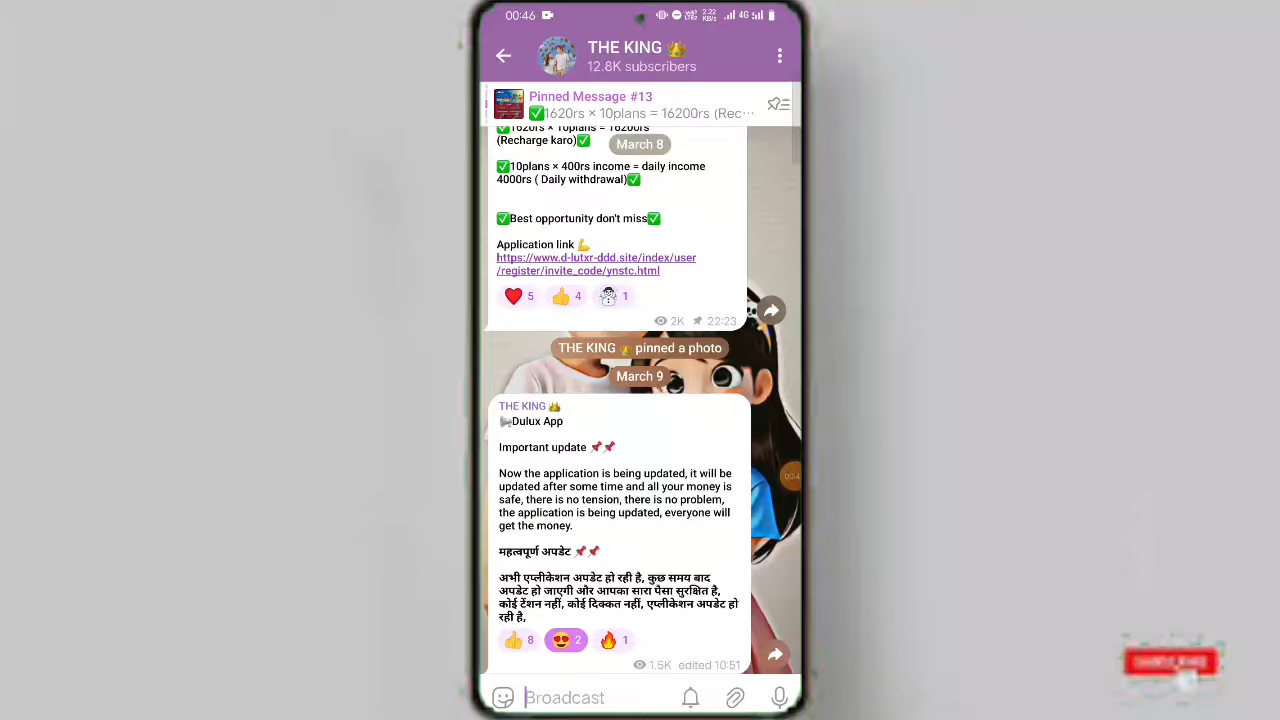 00:46
2.22
KB/s
4G
THE KING 👑
12.8K subscribers
Pinned Message #13
✅1620rs × 10plans = 16200rs (Rec···
✅1620rs × 10plans = 16200rs
(Recharge karo)✅
March 8
✅10plans × 400rs income = daily income
4000rs ( Daily withdrawal)✅
✅Best opportunity don't miss✅
Application link 💪
https://www.d-lutxr-ddd.site/index/user
/register/invite_code/ynstc.html
❤️ 5 👍 4 ☃️ 1
2K 22:23
THE KING 👑 pinned a photo
March 9
THE KING 👑
📢Dulux App
Important update 📌📌
Now the application is being updated, it will be
updated after some time and all your money is
safe, there is no tension, there is no problem,
the application is being updated, everyone will
get the money.
महत्वपूर्ण अपडेट 📌📌
अभी एप्लीकेशन अपडेट हो रही है, कुछ समय बाद
अपडेट हो जाएगी और आपका सारा पैसा सुरक्षित है,
कोई टेंशन नहीं, कोई दिक्कत नहीं, एप्लीकेशन अपडेट हो
रही है,
👍 8 😍 2 🔥 1
1.5K edited 10:51
Broadcast